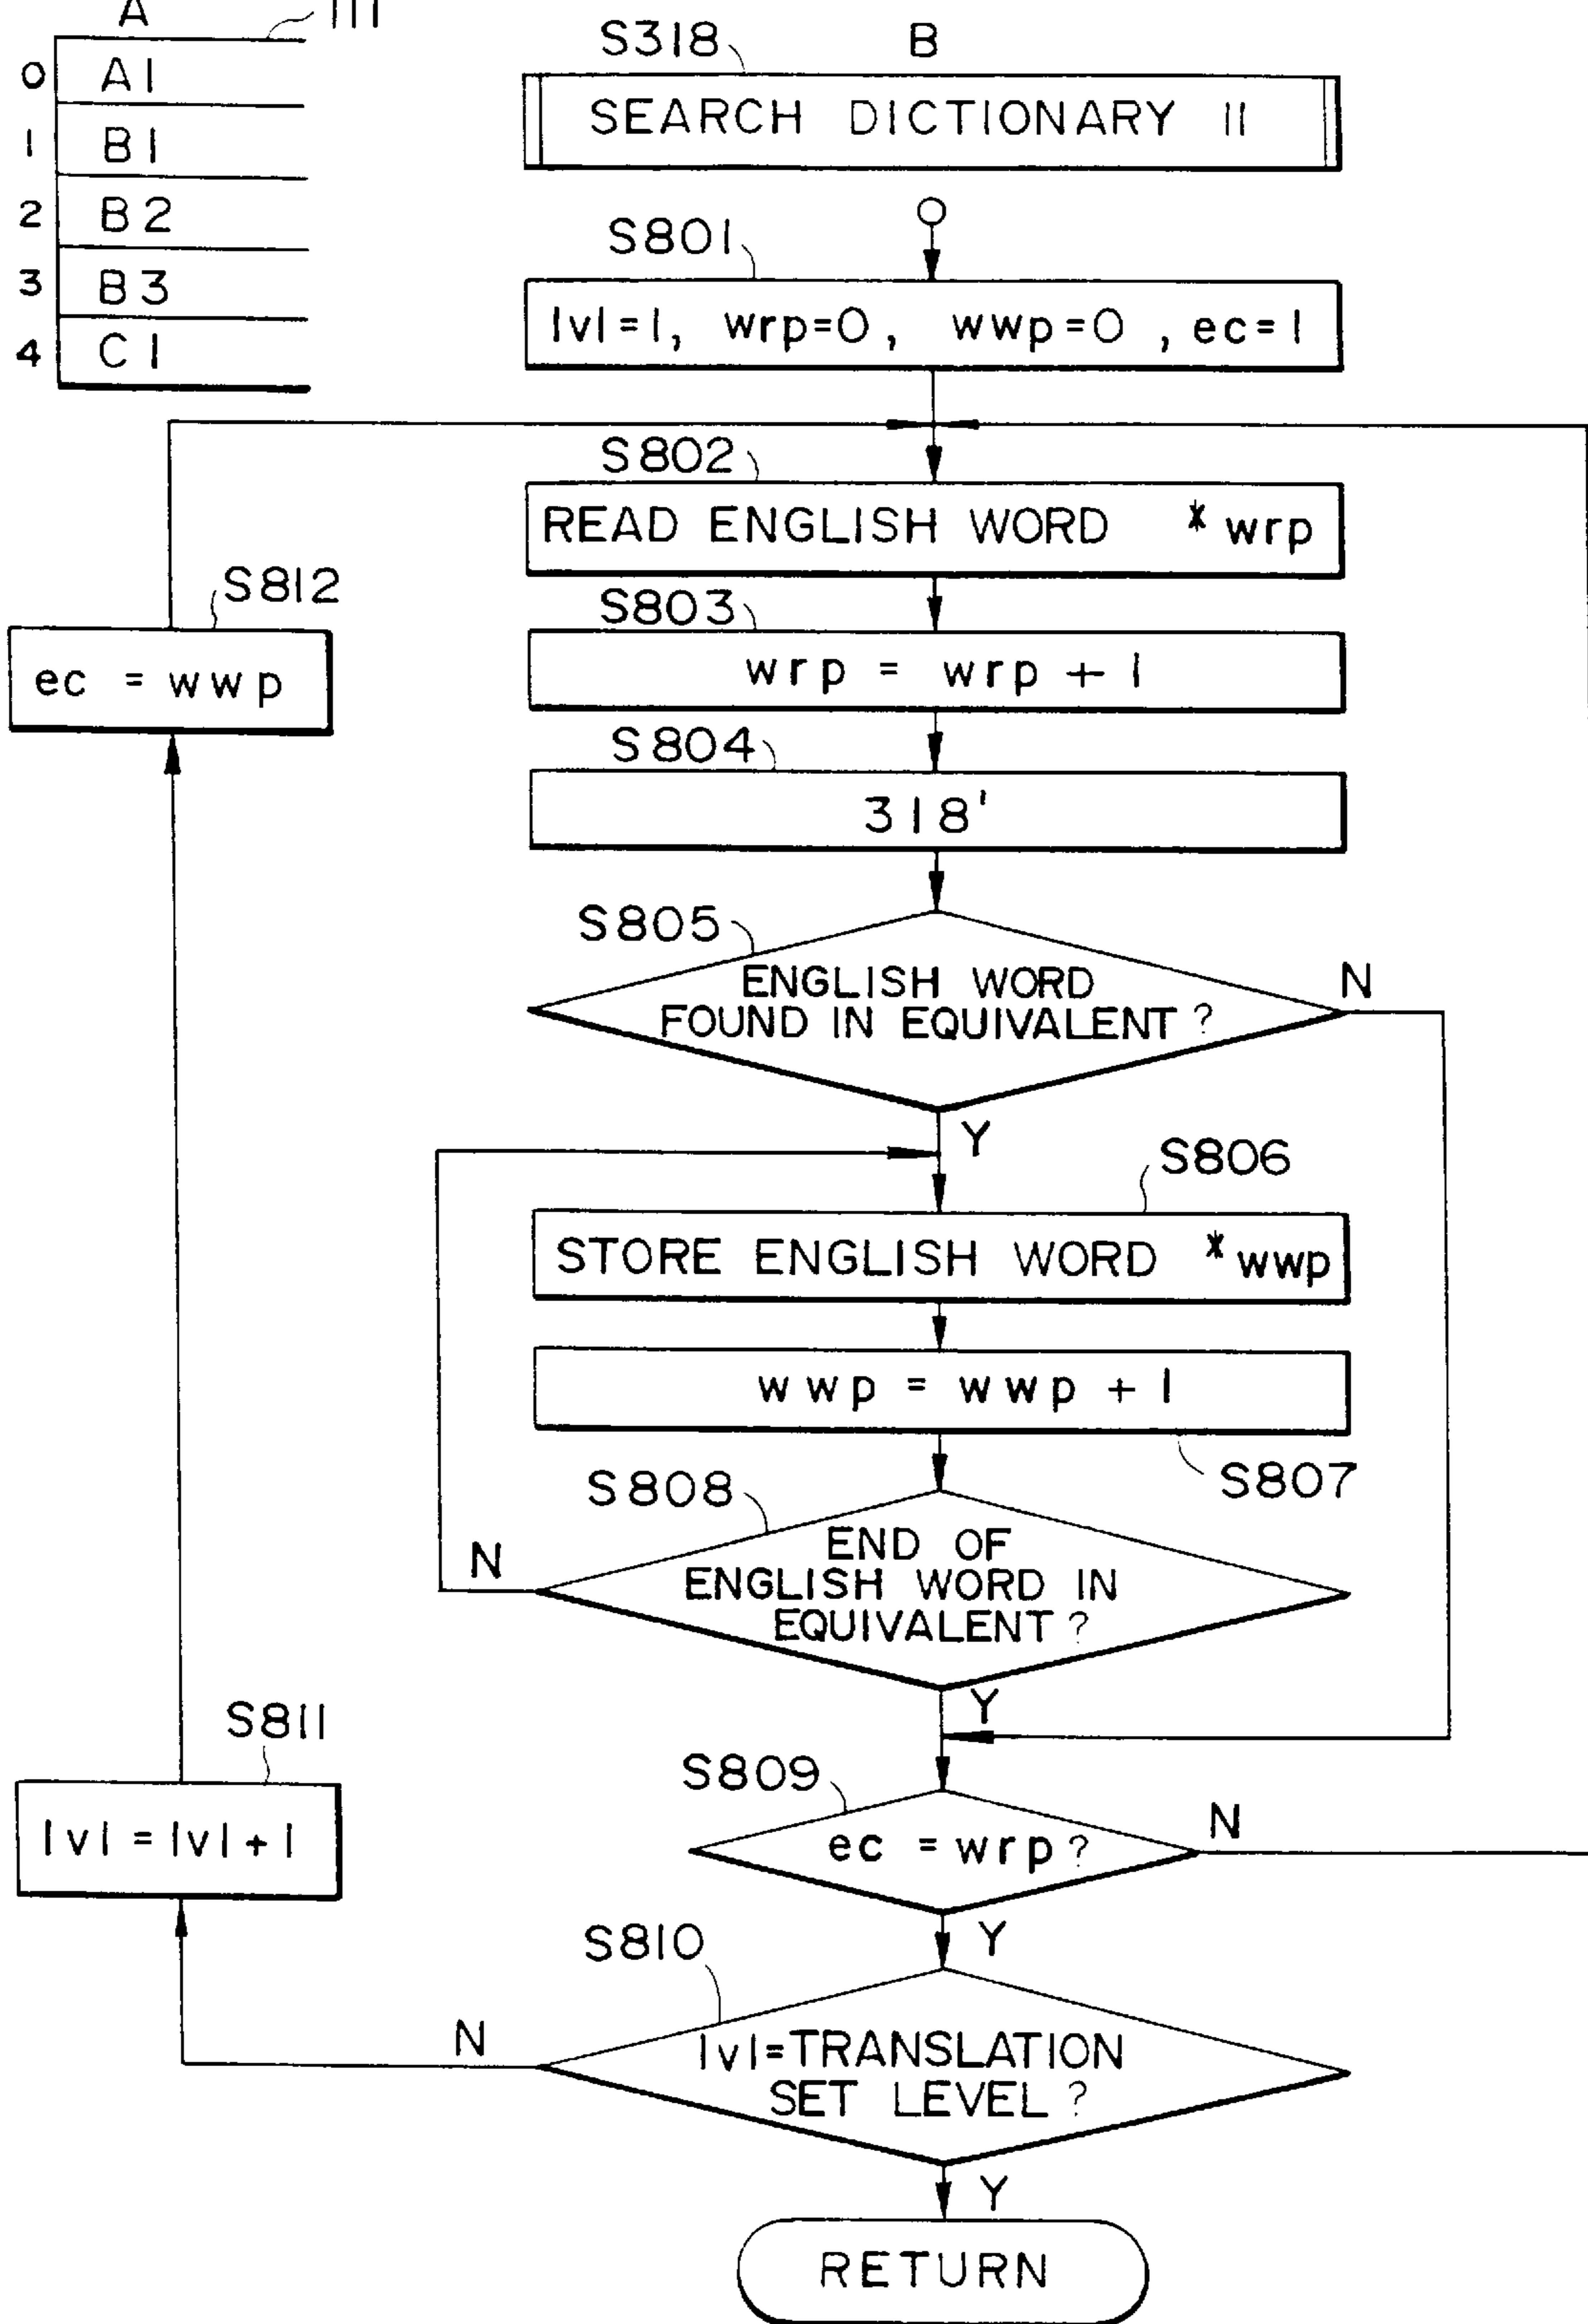 A
111
0 A1
1 B1
2 B2
3 B3
4 C1
S318
B
SEARCH DICTIONARY II
S801
lvl=1, wrp=0, wwp=0, ec=1
S802
READ ENGLISH WORD *wrp
S812
ec = wwp
S803
wrp = wrp + 1
S804
318'
S805
ENGLISH WORD
FOUND IN EQUIVALENT?
N
Y
S806
STORE ENGLISH WORD *wwp
wwp = wwp + 1
S807
S808
END OF
ENGLISH WORD IN
EQUIVALENT?
N
Y
S811
lvl = lvl + 1
S809
ec = wrp?
N
Y
S810
lvl=TRANSLATION
SET LEVEL?
N
Y
RETURN